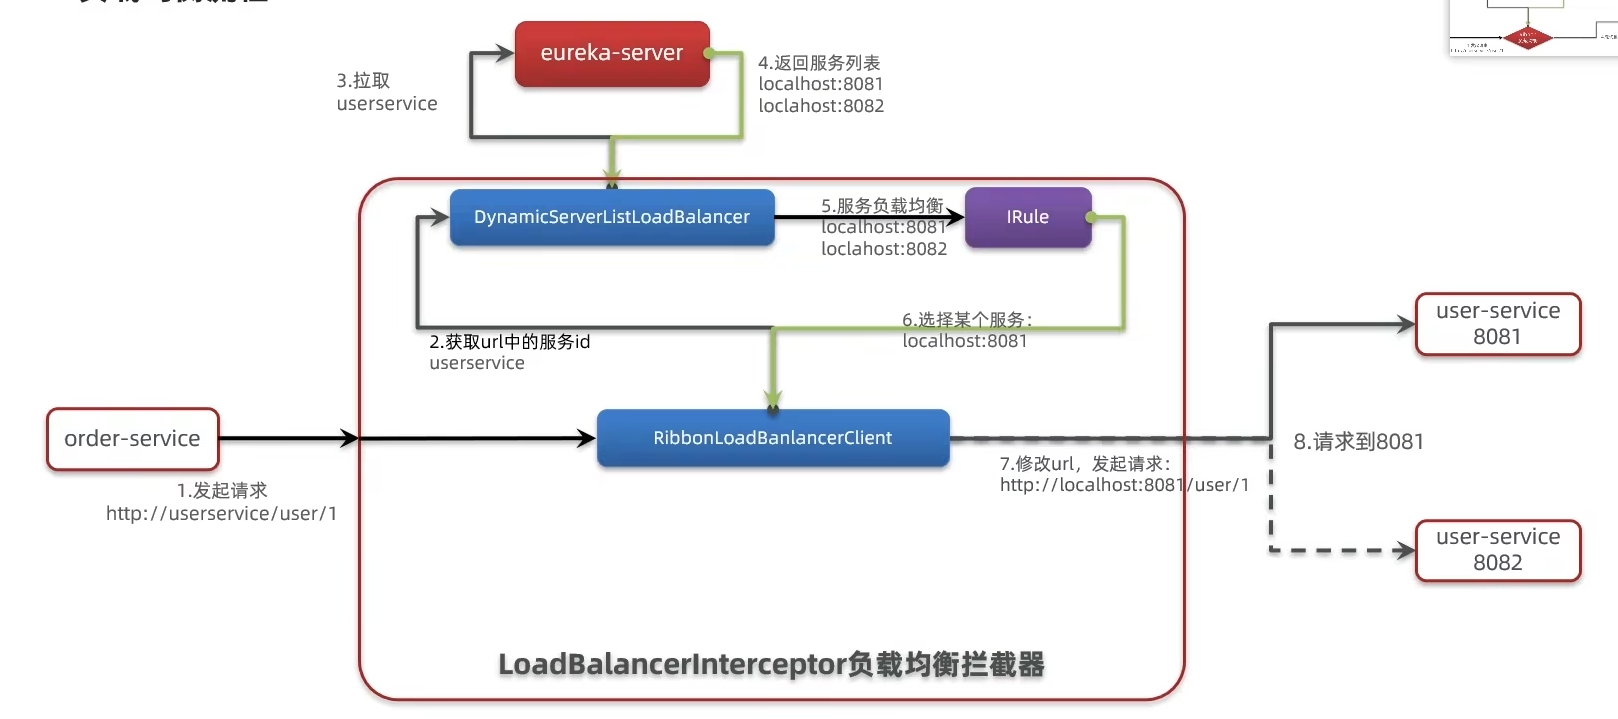 eureka-server
3.拉取
userservice
4.返回服务列表
localhost:8081
loclahost:8082
DynamicServerListLoadBalancer
5.服务负载均衡
localhost:8081
loclahost:8082
IRule
6.选择某个服务：
localhost:8081
2.获取url中的服务id
userservice
user-service
8081
order-service
RibbonLoadBanlancerClient
8.请求到8081
7.修改url，发起请求：
http://localhost:8081/user/1
1.发起请求
http://userservice/user/1
user-service
8082
LoadBalancerInterceptor负载均衡拦截器